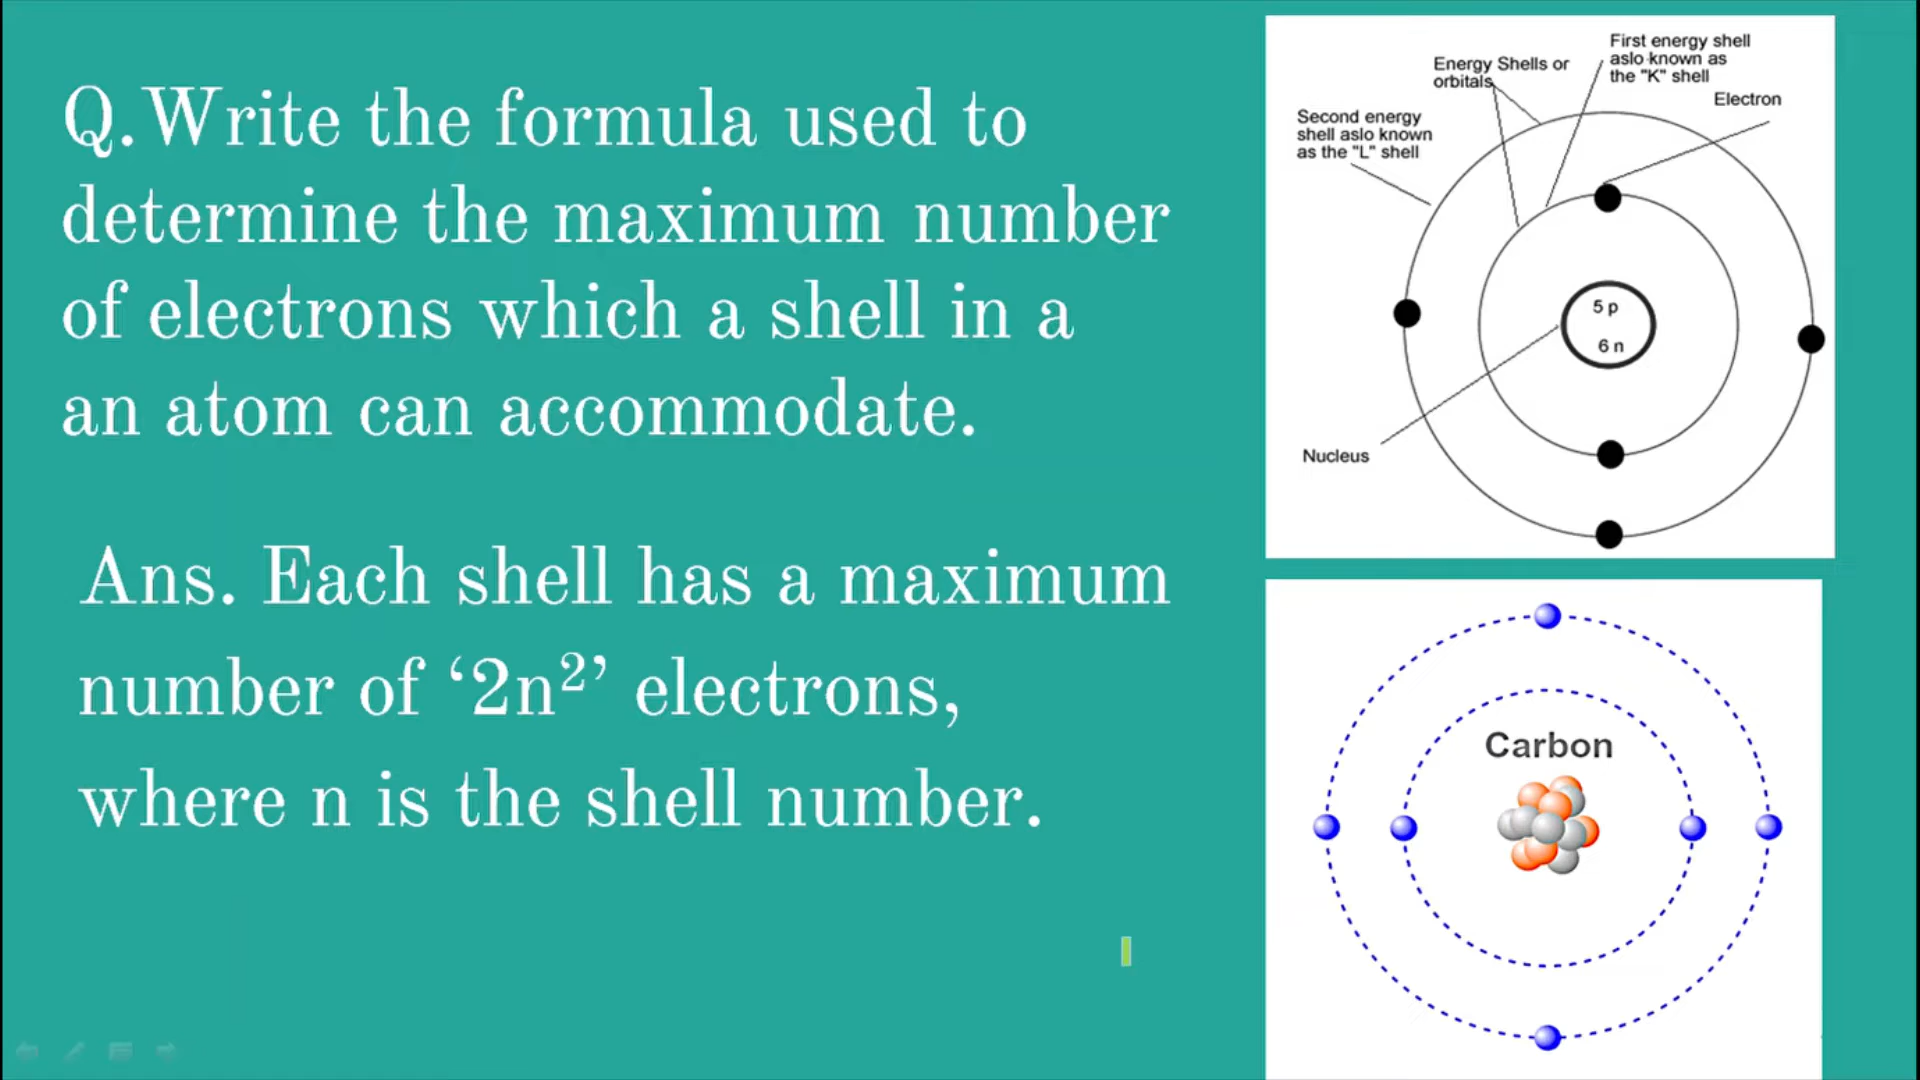 Q.Write the formula used to
determine the maximum number
of electrons which a shell in a
an atom can accommodate.
Ans. Each shell has a maximum
number of ‘2n²’ electrons,
where n is the shell number.
First energy shell
aslo known as
the "K" shell
Energy Shells or
orbitals
Electron
Second energy
shell aslo known
as the "L" shell
5 p
6 n
Nucleus
Carbon